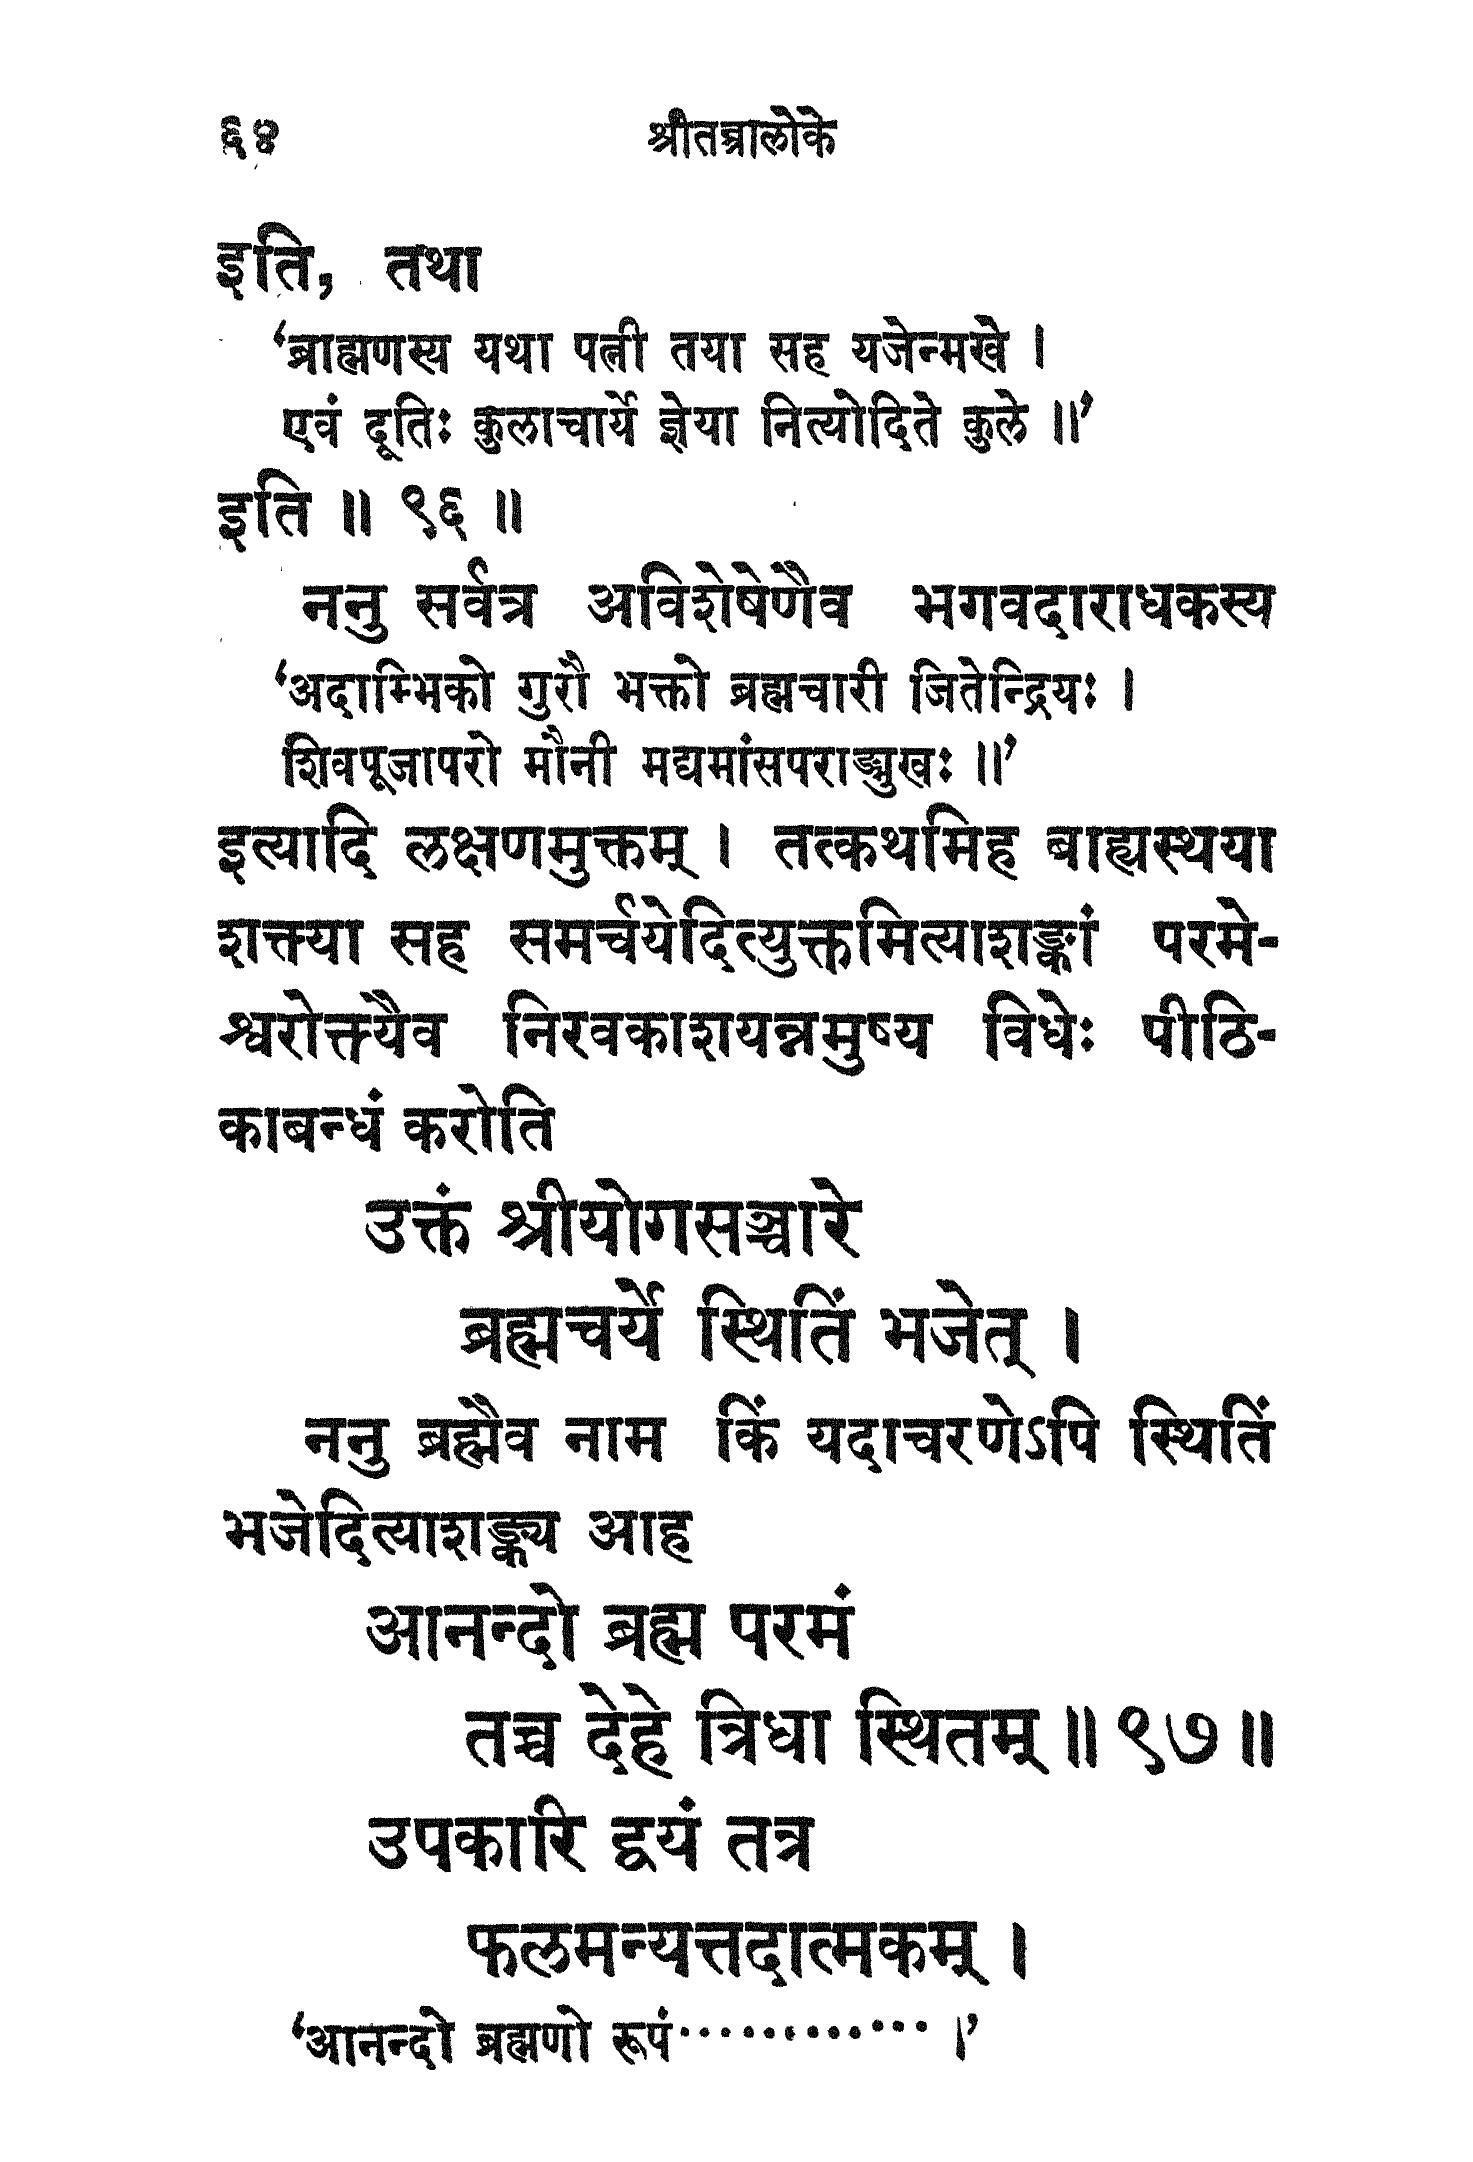 ६४ श्रीतन्त्रालोके
इति, तथा
‘ब्राह्मणस्य यथा पत्नी तया सह यजेन्मखे ।
एवं दूतिः कुलाचार्ये ज्ञेया नित्योदिते कुले ॥’
इति ॥ ९६ ॥
ननु सर्वत्र अविशेषेणैव भगवदाराधकस्य
‘अदाम्भिको गुरौ भक्तो ब्रह्मचारी जितेन्द्रियः ।
शिवपूजापरो मौनी मद्यमांसपराङ्मुखः ॥’
इत्यादि लक्षणमुक्तम् । तत्कथमिह बाह्यस्थया
शक्त्या सह समर्चयेदित्युक्तमित्याशङ्कां परमे-
श्वरोक्त्यैव निरवकाशयन्नमुष्य विधेः पीठि-
काबन्धं करोति
उक्तं श्रीयोगसञ्चारे
ब्रह्मचर्ये स्थितिं भजेत् ।
ननु ब्रह्मैव नाम किं यदाचरणेऽपि स्थितिं
भजेदित्याशङ्क्य आह
आनन्दो ब्रह्म परमं
तच्च देहे त्रिधा स्थितम् ॥ ९७ ॥
उपकारि द्वयं तत्र
फलमन्यत्तदात्मकम् ।
‘आनन्दो ब्रह्मणो रूपं············ ।’